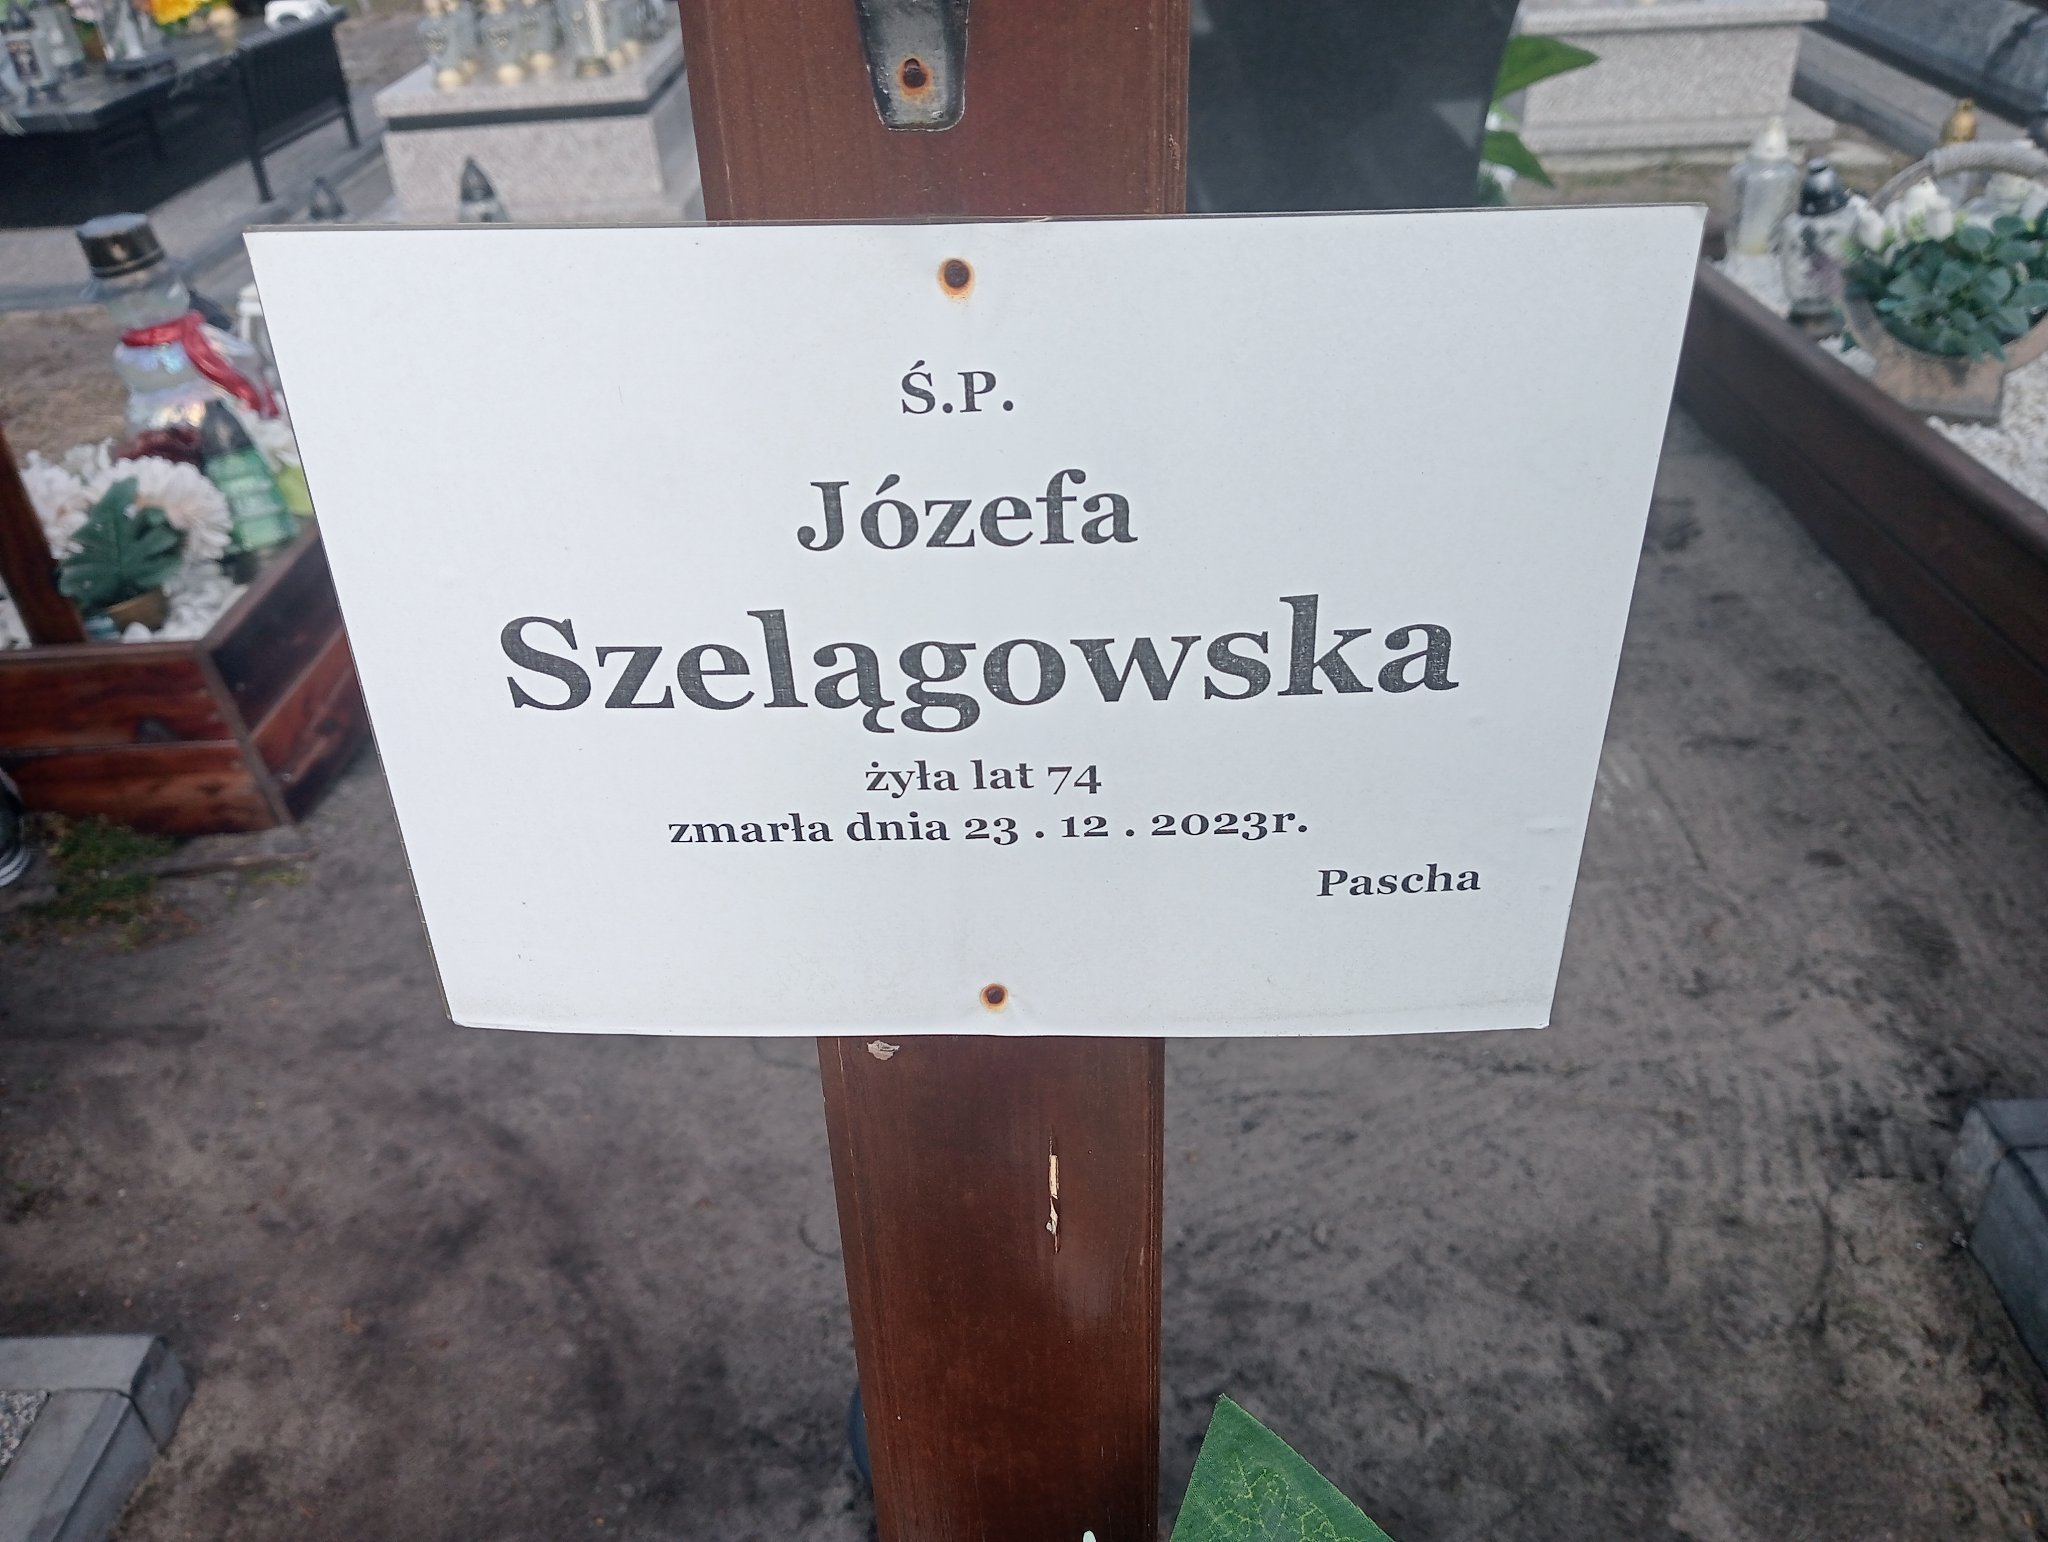 Ś.P.
Józefa
Szelągowska
żyła lat 74
zmarła dnia 23 . 12 . 2023r.
Pascha